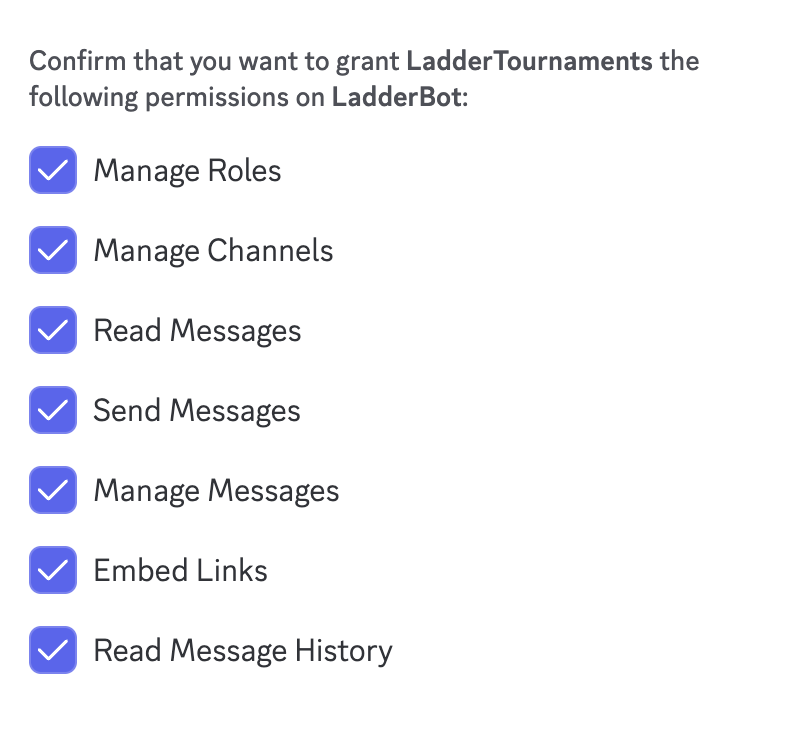 Confirm that you want to grant LadderTournaments the
following permissions on LadderBot:
Manage Roles
Manage Channels
Read Messages
Send Messages
Manage Messages
Embed Links
Read Message History